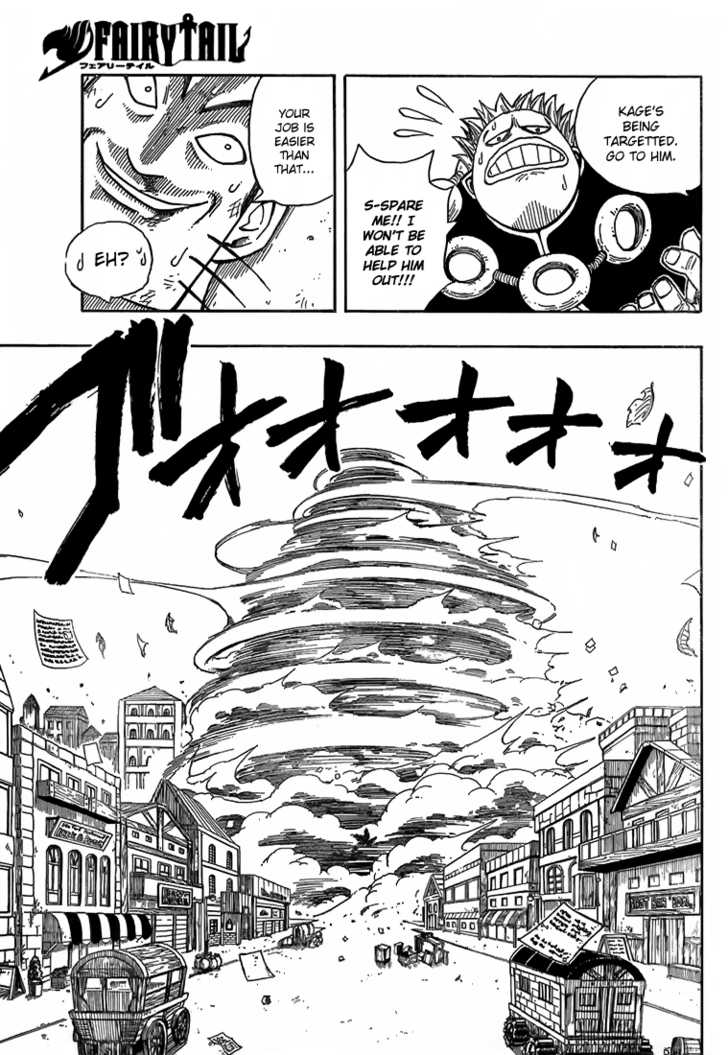 FAIRY TAIL
フェアリーテイル
KAGE'S
BEING
TARGETTED.
GO TO HIM.
S-SPARE
ME!! I
WON'T BE
ABLE TO
HELP HIM
OUT!!!
YOUR
JOB IS
EASIER
THAN
THAT...
EH?
ブオオオオオ